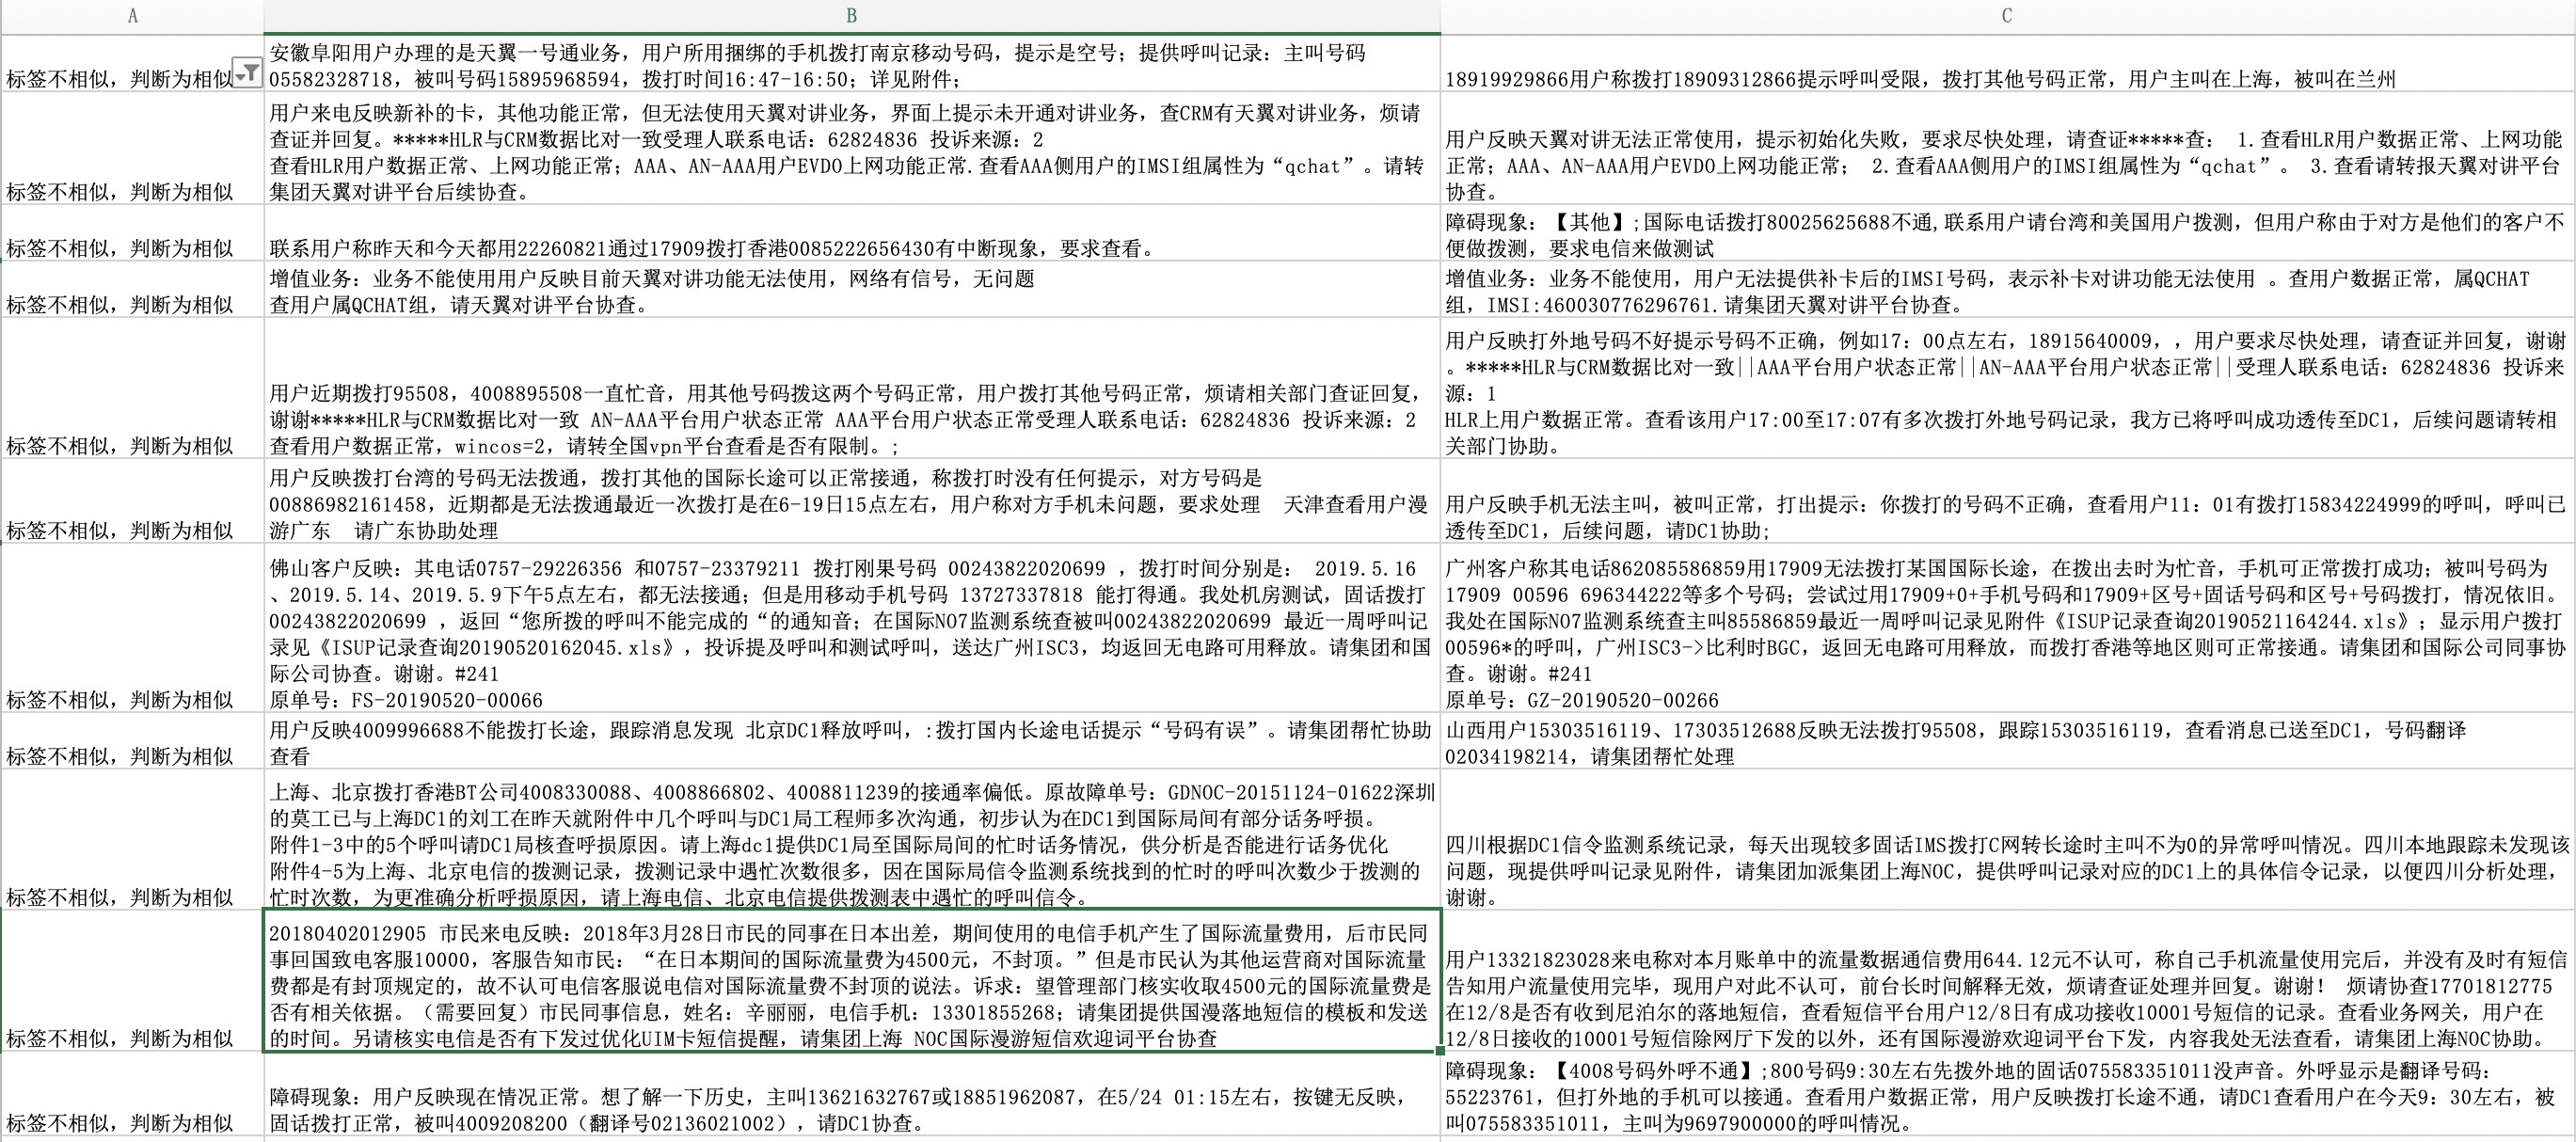 A
B
C
标签不相似，判断为相似
安徽阜阳用户办理的是天翼一号通业务，用户所用捆绑的手机拨打南京移动号码，提示是空号；提供呼叫记录：主叫号码
05582328718，被叫号码15895968594，拨打时间16:47-16:50；详见附件；
18919929866用户称拨打18909312866提示呼叫受限，拨打其他号码正常，用户主叫在上海，被叫在兰州
标签不相似，判断为相似
用户来电反映新补的卡，其他功能正常，但无法使用天翼对讲业务，界面上提示未开通对讲业务，查CRM有天翼对讲业务，烦请
查证并回复。*****HLR与CRM数据比对一致受理人联系电话：62824836 投诉来源：2
查看HLR用户数据正常、上网功能正常；AAA、AN-AAA用户EVDO上网功能正常.查看AAA侧用户的IMSI组属性为“qchat”。请转
集团天翼对讲平台后续协查。
用户反映天翼对讲无法正常使用，提示初始化失败，要求尽快处理，请查证*****查： 1.查看HLR用户数据正常、上网功能
正常；AAA、AN-AAA用户EVDO上网功能正常； 2.查看AAA侧用户的IMSI组属性为“qchat”。 3.查看请转报天翼对讲平台
协查。
标签不相似，判断为相似
联系用户称昨天和今天都用22260821通过17909拨打香港0085222656430有中断现象，要求查看。
障碍现象：【其他】;国际电话拨打80025625688不通,联系用户请台湾和美国用户拨测，但用户称由于对方是他们的客户不
便做拨测，要求电信来做测试
标签不相似，判断为相似
增值业务：业务不能使用用户反映目前天翼对讲功能无法使用，网络有信号，无问题
查用户属QCHAT组，请天翼对讲平台协查。
增值业务：业务不能使用，用户无法提供补卡后的IMSI号码，表示补卡对讲功能无法使用 。查用户数据正常，属QCHAT
组，IMSI:460030776296761.请集团天翼对讲平台协查。
标签不相似，判断为相似
用户近期拨打95508，4008895508一直忙音，用其他号码拨这两个号码正常，用户拨打其他号码正常，烦请相关部门查证回复，
谢谢*****HLR与CRM数据比对一致 AN-AAA平台用户状态正常 AAA平台用户状态正常受理人联系电话：62824836 投诉来源：2
查看用户数据正常，wincos=2，请转全国vpn平台查看是否有限制。;
用户反映打外地号码不好提示号码不正确，例如17：00点左右，18915640009，，用户要求尽快处理，请查证并回复，谢谢
。*****HLR与CRM数据比对一致||AAA平台用户状态正常||AN-AAA平台用户状态正常||受理人联系电话：62824836 投诉来
源：1
HLR上用户数据正常。查看该用户17:00至17:07有多次拨打外地号码记录，我方已将呼叫成功透传至DC1，后续问题请转相
关部门协助。
标签不相似，判断为相似
用户反映拨打台湾的号码无法拨通，拨打其他的国际长途可以正常接通，称拨打时没有任何提示，对方号码是
00886982161458，近期都是无法拨通最近一次拨打是在6-19日15点左右，用户称对方手机未问题，要求处理  天津查看用户漫
游广东  请广东协助处理
用户反映手机无法主叫，被叫正常，打出提示：你拨打的号码不正确，查看用户11：01有拨打15834224999的呼叫，呼叫已
透传至DC1，后续问题，请DC1协助;
标签不相似，判断为相似
佛山客户反映：其电话0757-29226356 和0757-23379211 拨打刚果号码 00243822020699 ，拨打时间分别是： 2019.5.16
、2019.5.14、2019.5.9下午5点左右，都无法接通；但是用移动手机号码 13727337818 能打得通。我处机房测试，固话拨打
00243822020699 ，返回“您所拨的呼叫不能完成的“的通知音；在国际NO7监测系统查被叫00243822020699 最近一周呼叫记
录见《ISUP记录查询20190520162045.xls》，投诉提及呼叫和测试呼叫，送达广州ISC3，均返回无电路可用释放。请集团和国
际公司协查。谢谢。#241
原单号：FS-20190520-00066
广州客户称其电话862085586859用17909无法拨打某国国际长途，在拨出去时为忙音，手机可正常拨打成功；被叫号码为
17909 00596 696344222等多个号码；尝试过用17909+0+手机号码和17909+区号+固话号码和区号+号码拨打，情况依旧。
我处在国际NO7监测系统查主叫85586859最近一周呼叫记录见附件《ISUP记录查询20190521164244.xls》；显示用户拨打
00596*的呼叫，广州ISC3->比利时BGC，返回无电路可用释放，而拨打香港等地区则可正常接通。请集团和国际公司同事协
查。谢谢。#241
原单号：GZ-20190520-00266
标签不相似，判断为相似
用户反映4009996688不能拨打长途，跟踪消息发现 北京DC1释放呼叫，:拨打国内长途电话提示“号码有误”。请集团帮忙协助
查看
山西用户15303516119、17303512688反映无法拨打95508，跟踪15303516119，查看消息已送至DC1，号码翻译
02034198214，请集团帮忙处理
标签不相似，判断为相似
上海、北京拨打香港BT公司4008330088、4008866802、4008811239的接通率偏低。原故障单号：GDNOC-20151124-01622深圳
的莫工已与上海DC1的刘工在昨天就附件中几个呼叫与DC1局工程师多次沟通，初步认为在DC1到国际局间有部分话务呼损。
附件1-3中的5个呼叫请DC1局核查呼损原因。请上海dc1提供DC1局至国际局间的忙时话务情况，供分析是否能进行话务优化
附件4-5为上海、北京电信的拨测记录，拨测记录中遇忙次数很多，因在国际局信令监测系统找到的忙时的呼叫次数少于拨测的
忙时次数，为更准确分析呼损原因，请上海电信、北京电信提供拨测表中遇忙的呼叫信令。
四川根据DC1信令监测系统记录，每天出现较多固话IMS拨打C网转长途时主叫不为0的异常呼叫情况。四川本地跟踪未发现该
问题，现提供呼叫记录见附件，请集团加派集团上海NOC，提供呼叫记录对应的DC1上的具体信令记录，以便四川分析处理，
谢谢。
标签不相似，判断为相似
20180402012905 市民来电反映：2018年3月28日市民的同事在日本出差，期间使用的电信手机产生了国际流量费用，后市民同
事回国致电客服10000，客服告知市民：“在日本期间的国际流量费为4500元，不封顶。”但是市民认为其他运营商对国际流量
费都是有封顶规定的，故不认可电信客服说电信对国际流量费不封顶的说法。诉求：望管理部门核实收取4500元的国际流量费是
否有相关依据。（需要回复）市民同事信息，姓名：辛丽丽，电信手机：13301855268；请集团提供国漫落地短信的模板和发送
的时间。另请核实电信是否有下发过优化UIM卡短信提醒，请集团上海 NOC国际漫游短信欢迎词平台协查
用户13321823028来电称对本月账单中的流量数据通信费用644.12元不认可，称自己手机流量使用完后，并没有及时有短信
告知用户流量使用完毕，现用户对此不认可，前台长时间解释无效，烦请查证处理并回复。谢谢！ 烦请协查17701812775
在12/8是否有收到尼泊尔的落地短信，查看短信平台用户12/8日有成功接收10001号短信的记录。查看业务网关，用户在
12/8日接收的10001号短信除网厅下发的以外，还有国际漫游欢迎词平台下发，内容我处无法查看，请集团上海NOC协助。
标签不相似，判断为相似
障碍现象：用户反映现在情况正常。想了解一下历史，主叫13621632767或18851962087，在5/24 01:15左右，按键无反映，
固话拨打正常，被叫4009208200（翻译号02136021002），请DC1协查。
障碍现象：【4008号码外呼不通】;800号码9:30左右先拨外地的固话075583351011没声音。外呼显示是翻译号码：
55223761，但打外地的手机可以接通。查看用户数据正常，用户反映拨打长途不通，请DC1查看用户在今天9：30左右，被
叫075583351011，主叫为9697900000的呼叫情况。